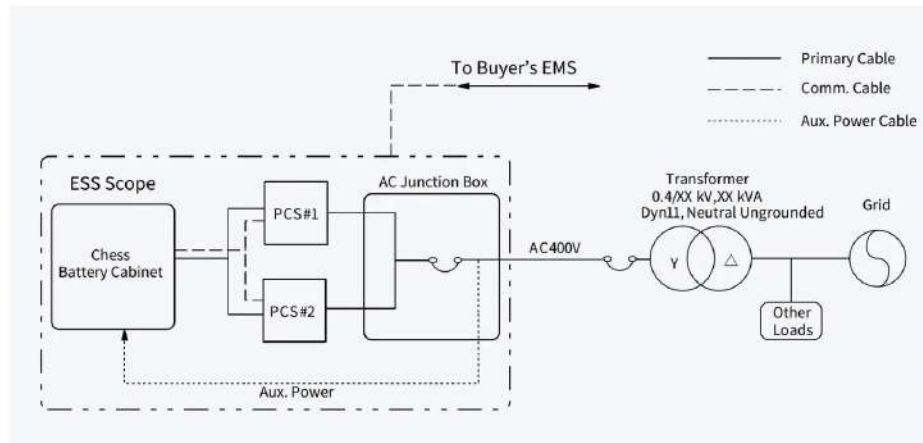 To Buyer's EMS
Primary Cable
Comm. Cable
Aux. Power Cable
ESS Scope
AC Junction Box
Transformer
0.4/XX kV,XX kVA
Dyn11, Neutral Ungrounded
Grid
PCS#1
Chess
Battery Cabinet
AC400V
Y
△
PCS#2
Other
Loads
Aux. Power